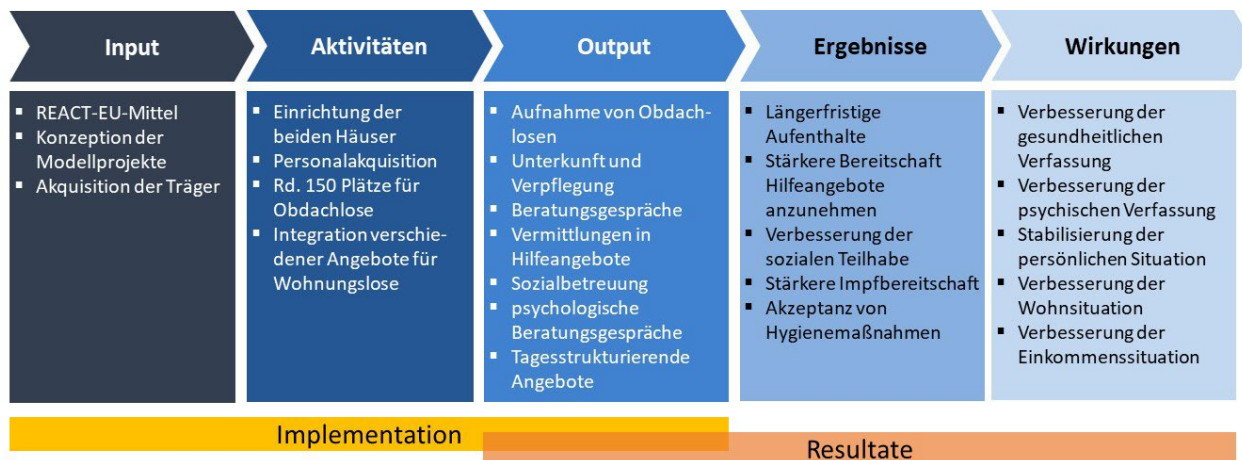 Input
REACT-EU-Mittel
Konzeption der
Modellprojekte
Akquisition der Träger
Aktivitäten
Einrichtung der
beiden Häuser
Personalakquisition
Rd. 150 Plätze für
Obdachlose
Integration verschie-
dener Angebote für
Wohnungslose
Output
Aufnahme von Obdach-
losen
Unterkunft und
Verpflegung
Beratungsgespräche
Vermittlungen in
Hilfeangebote
Sozialbetreuung
psychologische
Beratungsgespräche
Tagesstrukturierende
Angebote
Ergebnisse
Längerfristige
Aufenthalte
Stärkere Bereitschaft
Hilfeangebote
anzunehmen
Verbesserung der
sozialen Teilhabe
Stärkere Impfbereitschaft
Akzeptanz von
Hygienemaßnahmen
Wirkungen
Verbesserung der
gesundheitlichen
Verfassung
Verbesserung der
psychischen Verfassung
Stabilisierung der
persönlichen Situation
Verbesserung der
Wohnsituation
Verbesserung der
Einkommenssituation
Implementation
Resultate